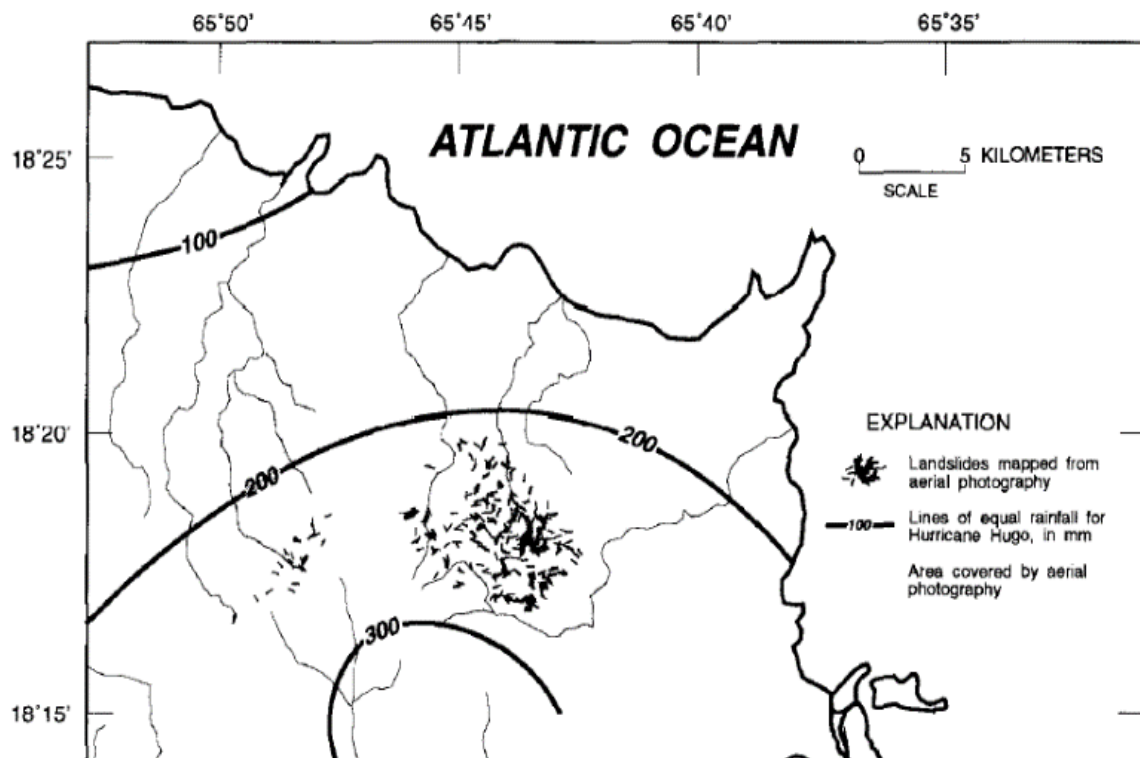 65°50' 65°45' 65°40' 65°35'
18°25'
ATLANTIC OCEAN
0 5 KILOMETERS
SCALE
100
18°20'
200
200
EXPLANATION
Landslides mapped from
aerial photography
100 Lines of equal rainfall for
Hurricane Hugo, in mm
Area covered by aerial
photography
300
18°15'